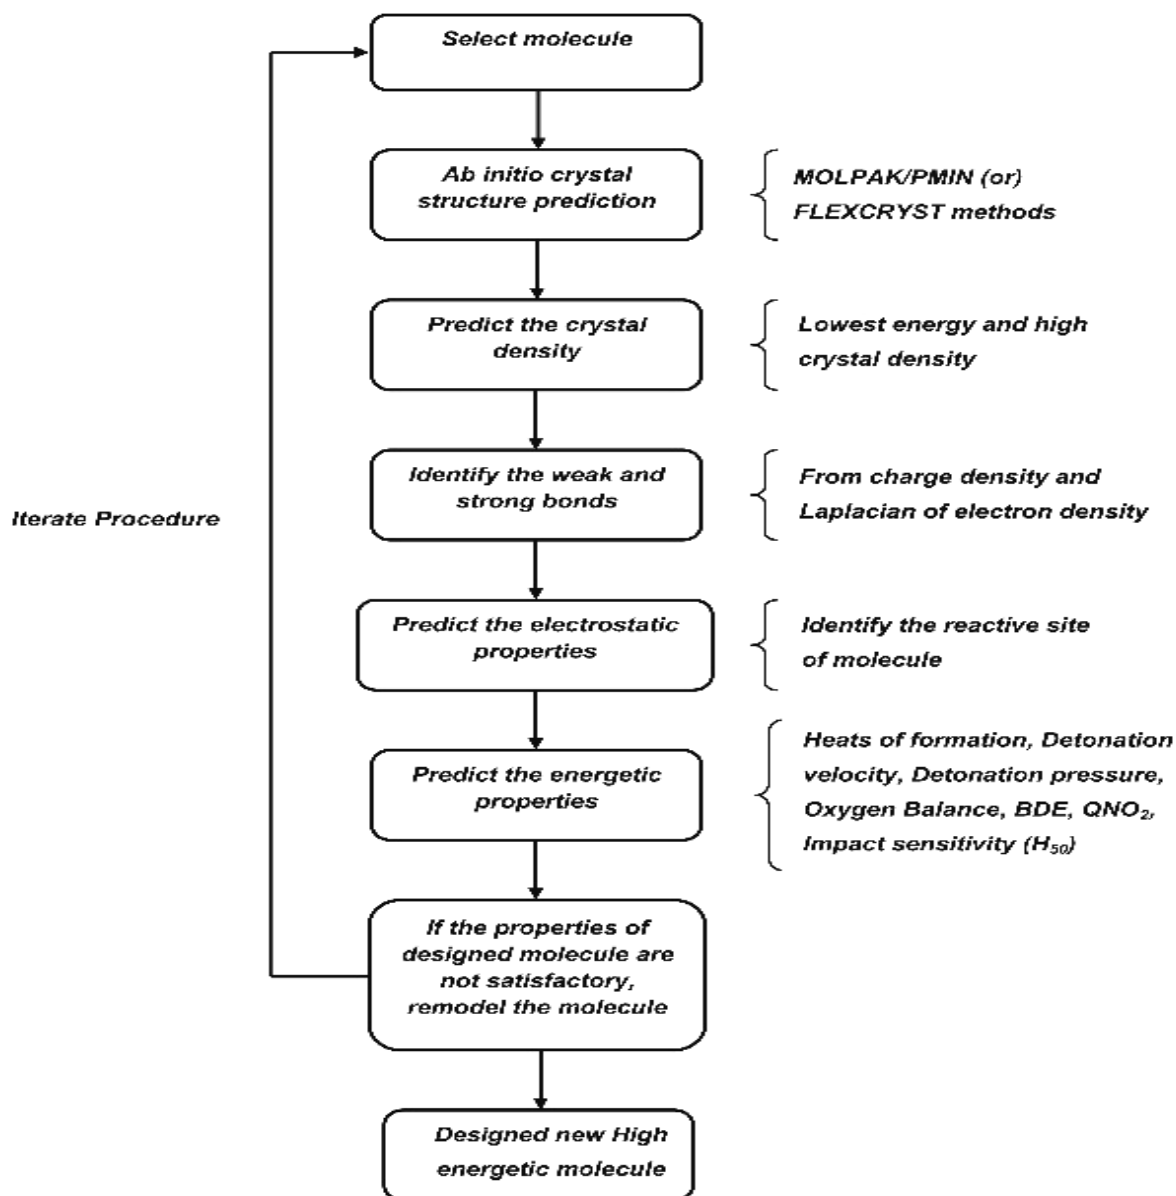 Select molecule
Ab initio crystal
structure prediction
MOLPAK/PMIN (or)
FLEXCRYST methods
Predict the crystal
density
Lowest energy and high
crystal density
Identify the weak and
strong bonds
From charge density and
Laplacian of electron density
Iterate Procedure
Predict the electrostatic
properties
Identify the reactive site
of molecule
Predict the energetic
properties
Heats of formation, Detonation
velocity, Detonation pressure,
Oxygen Balance, BDE, QNO₂,
Impact sensitivity (H₅₀)
If the properties of
designed molecule are
not satisfactory,
remodel the molecule
Designed new High
energetic molecule